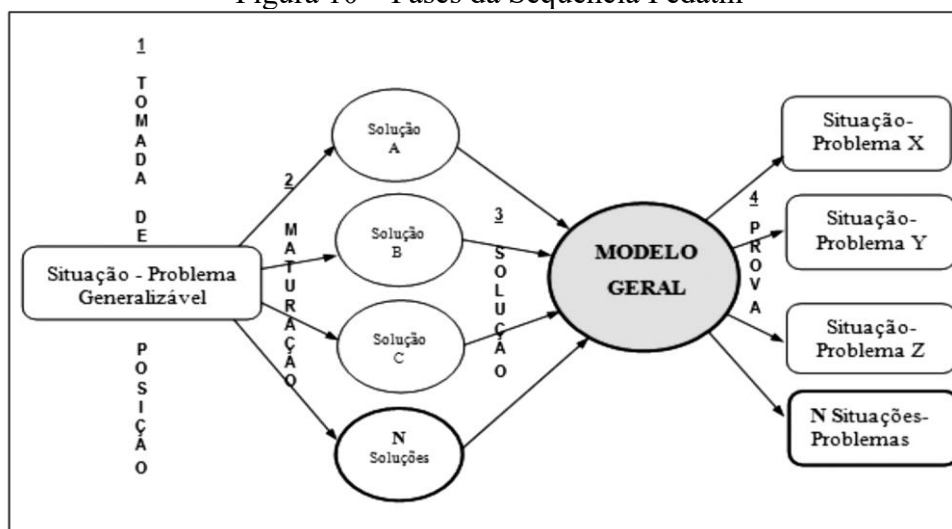 Figura – Fases da Sequência Fedathi
1 TOMADA DE POSIÇÃO
Situação - Problema
Generalizável
2 MATURAÇÃO
Solução
A
Solução
B
Solução
C
N
Soluções
3 SOLUÇÃO
MODELO
GERAL
4 PROVA
Situação-
Problema X
Situação-
Problema Y
Situação-
Problema Z
N Situações-
Problemas